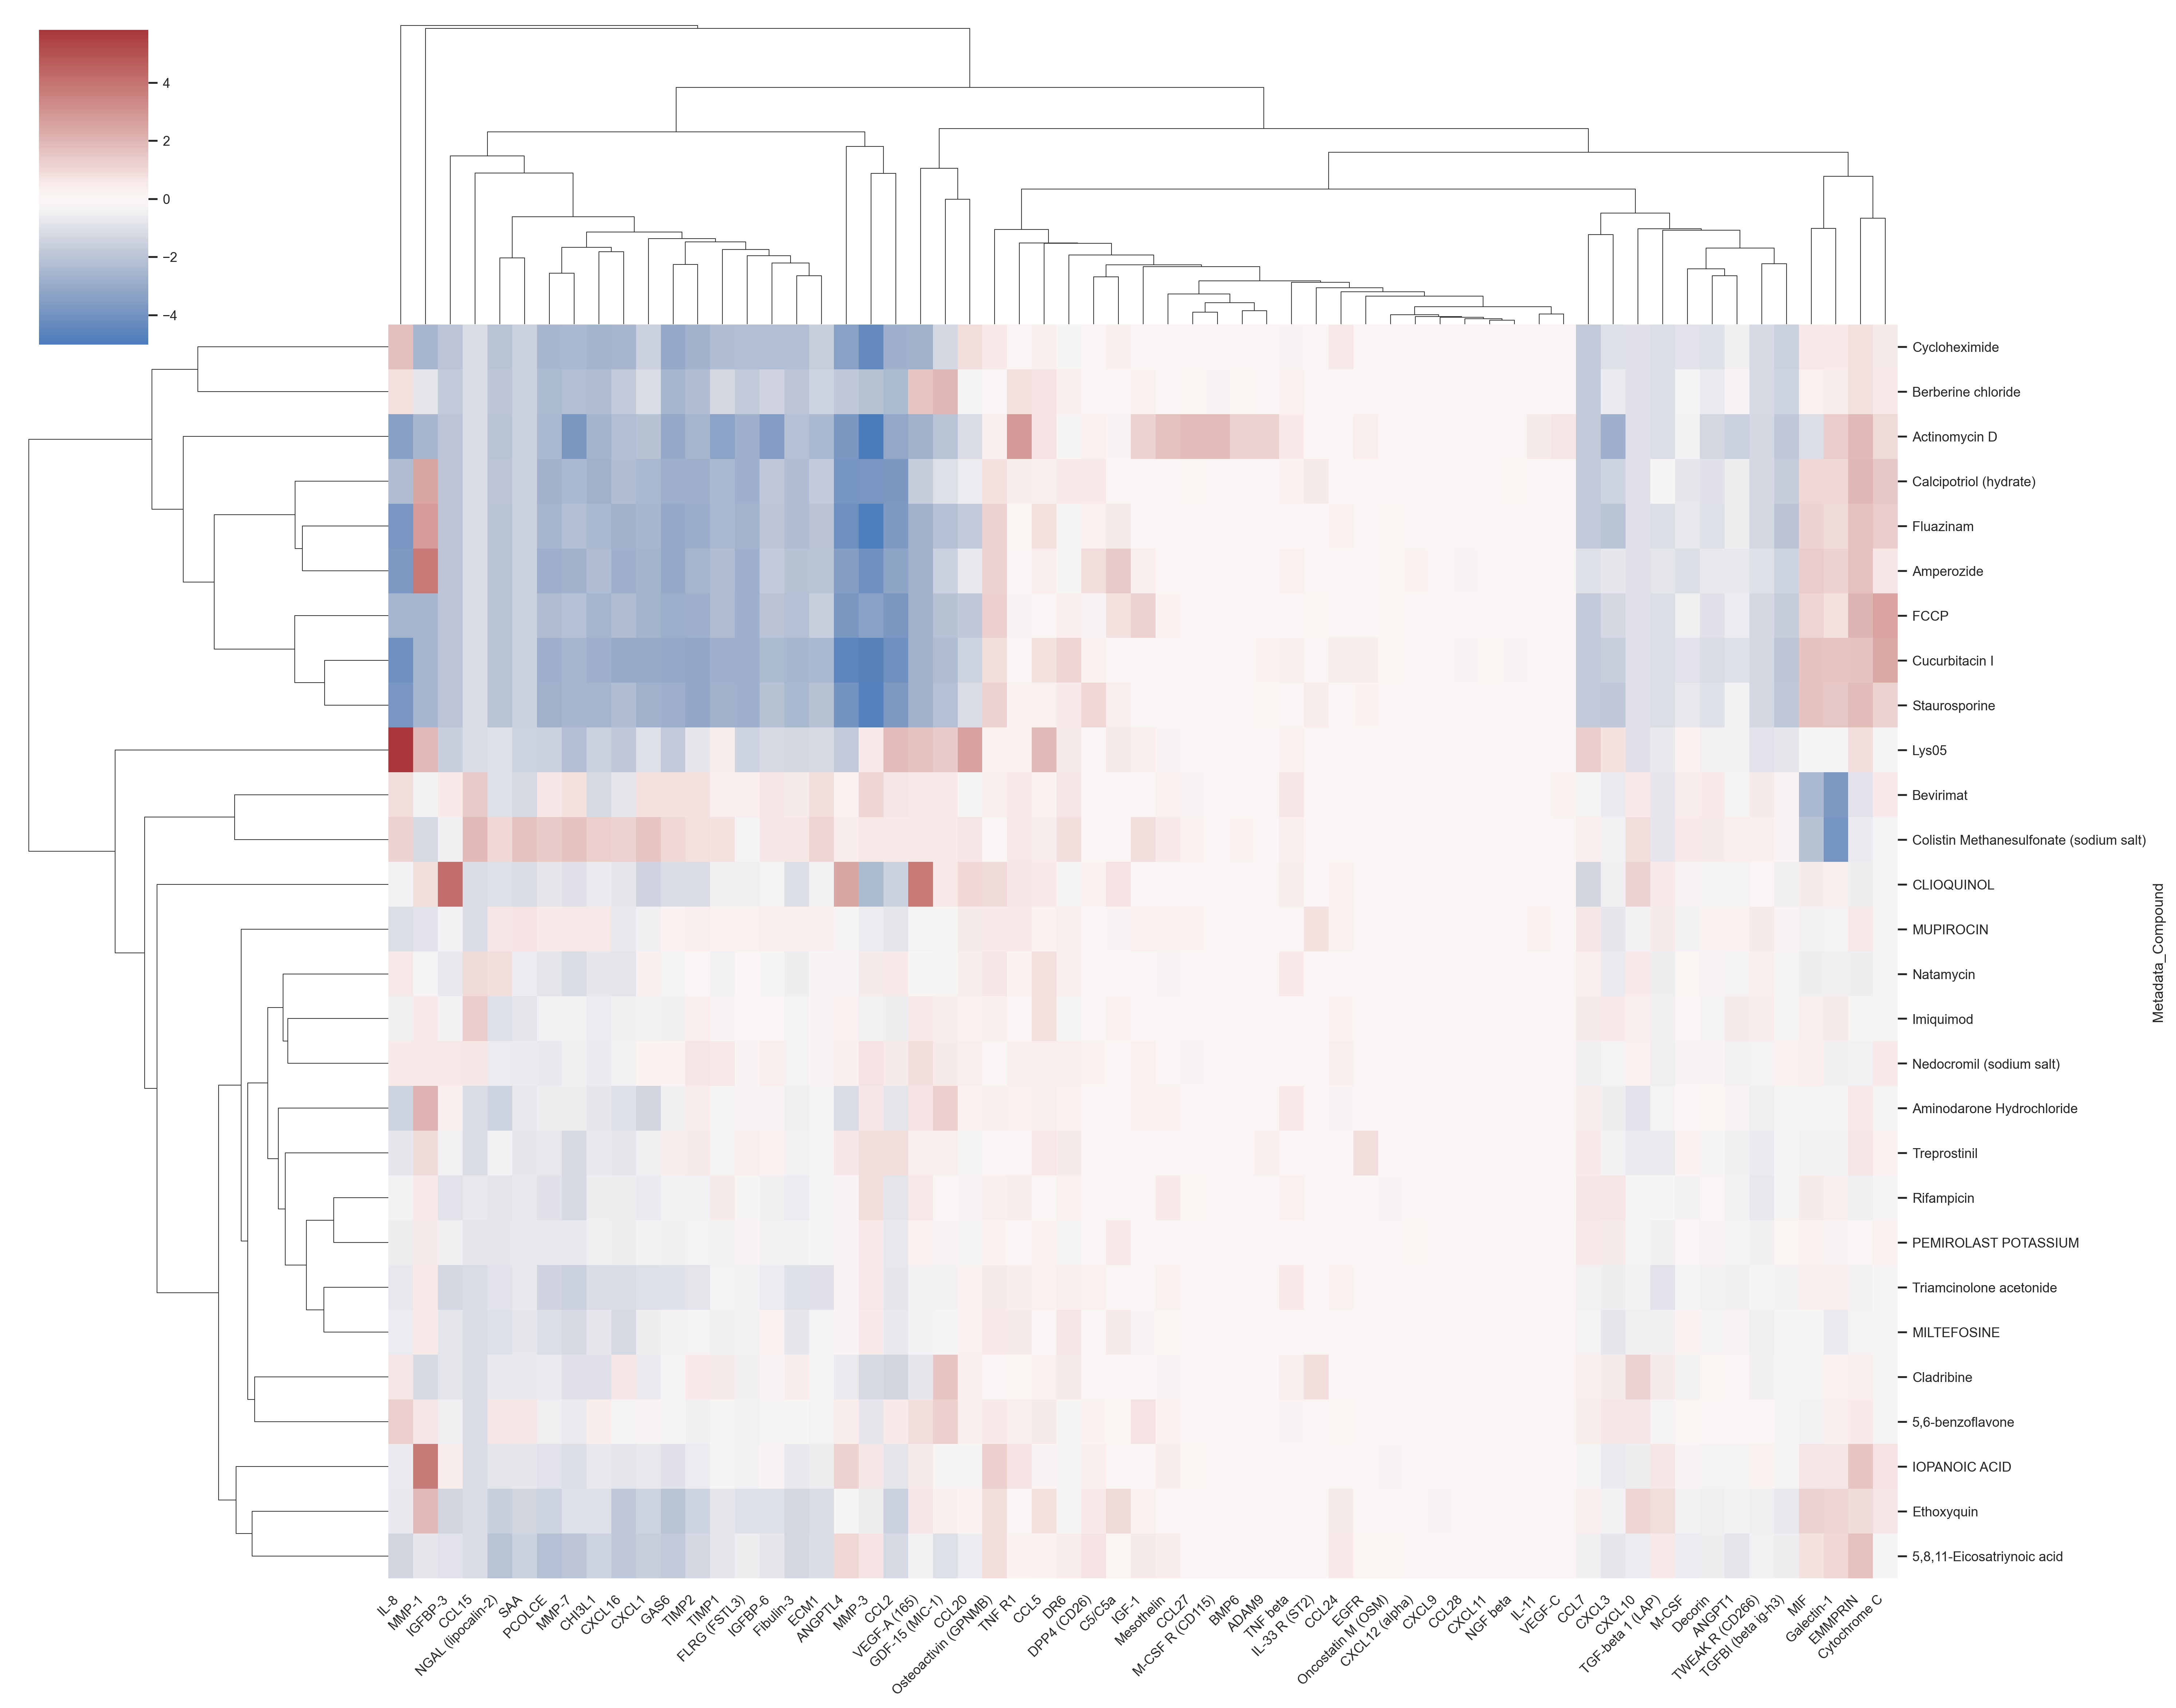 4
2
0
−2
−4
Cycloheximide
Berberine chloride
Actinomycin D
Calcipotriol (hydrate)
Fluazinam
Amperozide
FCCP
Cucurbitacin I
Staurosporine
Lys05
Bevirimat
Colistin Methanesulfonate (sodium salt)
CLIOQUINOL
MUPIROCIN
Natamycin
Imiquimod
Nedocromil (sodium salt)
Aminodarone Hydrochloride
Treprostinil
Rifampicin
PEMIROLAST POTASSIUM
Triamcinolone acetonide
MILTEFOSINE
Cladribine
5,6-benzoflavone
IOPANOIC ACID
Ethoxyquin
5,8,11-Eicosatriynoic acid
Metadata_Compound
IL-8
MMP-1
IGFBP-3
CCL15
NGAL (lipocalin-2)
SAA
POLCE
MMP-7
CHI3L1
CXCL16
CXCL1
GAS6
TIMP2
TIMP1
FLRG (FSTL3)
IGFBP-6
Fibulin-3
ECM1
ANGPTL4
MMP-3
CCL2
VEGF-A (165)
GDF-15 (MIC-1)
CCL20
Osteoactivin (GPNMB)
TNF R1
CCL5
DR6
DPP4 (CD26)
C5/C5a
IGF-1
Mesothelin
CCL27
M-CSF R (CD115)
BMP6
ADAM9
TNF beta
IL-33 R (ST2)
CCL24
EGFR
Oncostatin M (OSM)
CXCL12 (alpha)
CXCL9
CCL28
CXCL11
NGF beta
IL-11
VEGF-C
CCL7
CXCL3
CXCL10
TGF-beta 1 (LAP)
M-CSF
Decorin
ANGPT1
TWEAK R (CD266)
TGFBI (beta ig-h3)
MIF
Galectin-1
EMMPRIN
Cytochrome C